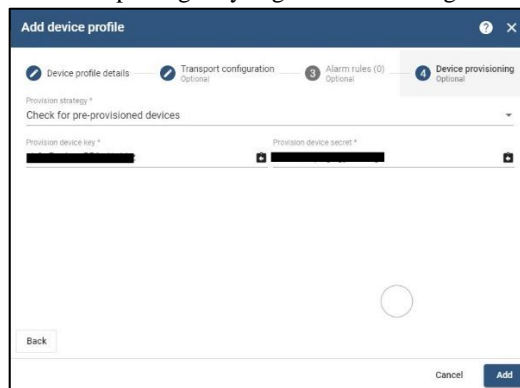 Add device profile
Device profile details
Transport configuration
Optional
3
Alarm rules (0)
Optional
4
Device provisioning
Optional
Provision strategy *
Check for pre-provisioned devices
Provision device key *
Provision device secret *
Back
Cancel
Add